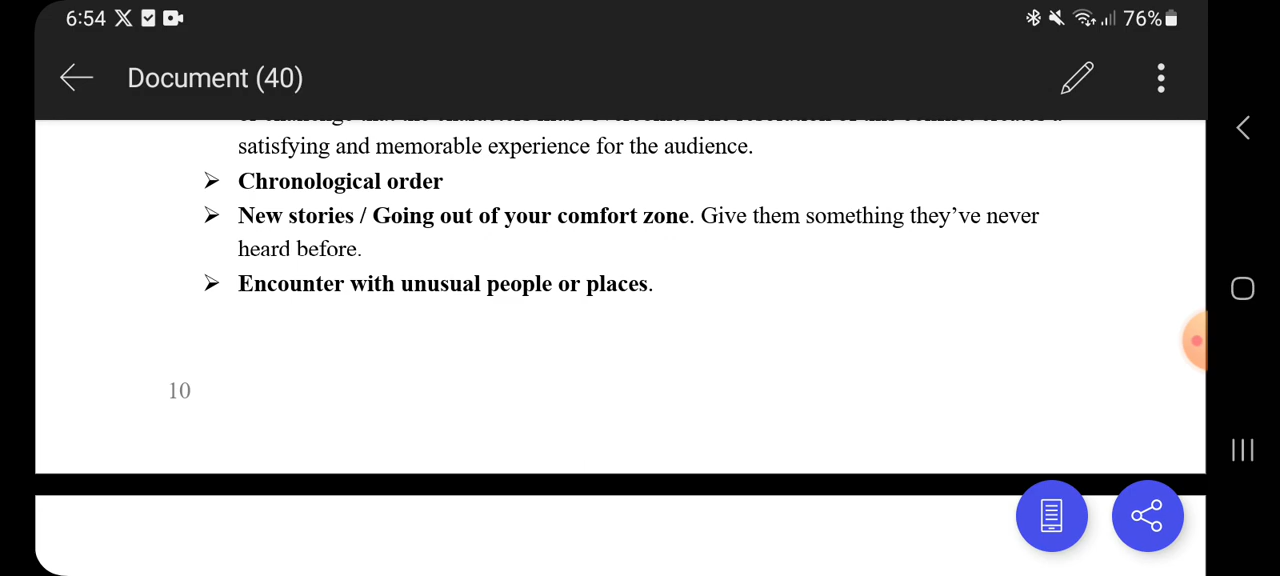 6:54 76%
Document (40)
satisfying and memorable experience for the audience.
➢ Chronological order
➢ New stories / Going out of your comfort zone. Give them something they’ve never
heard before.
➢ Encounter with unusual people or places.
10